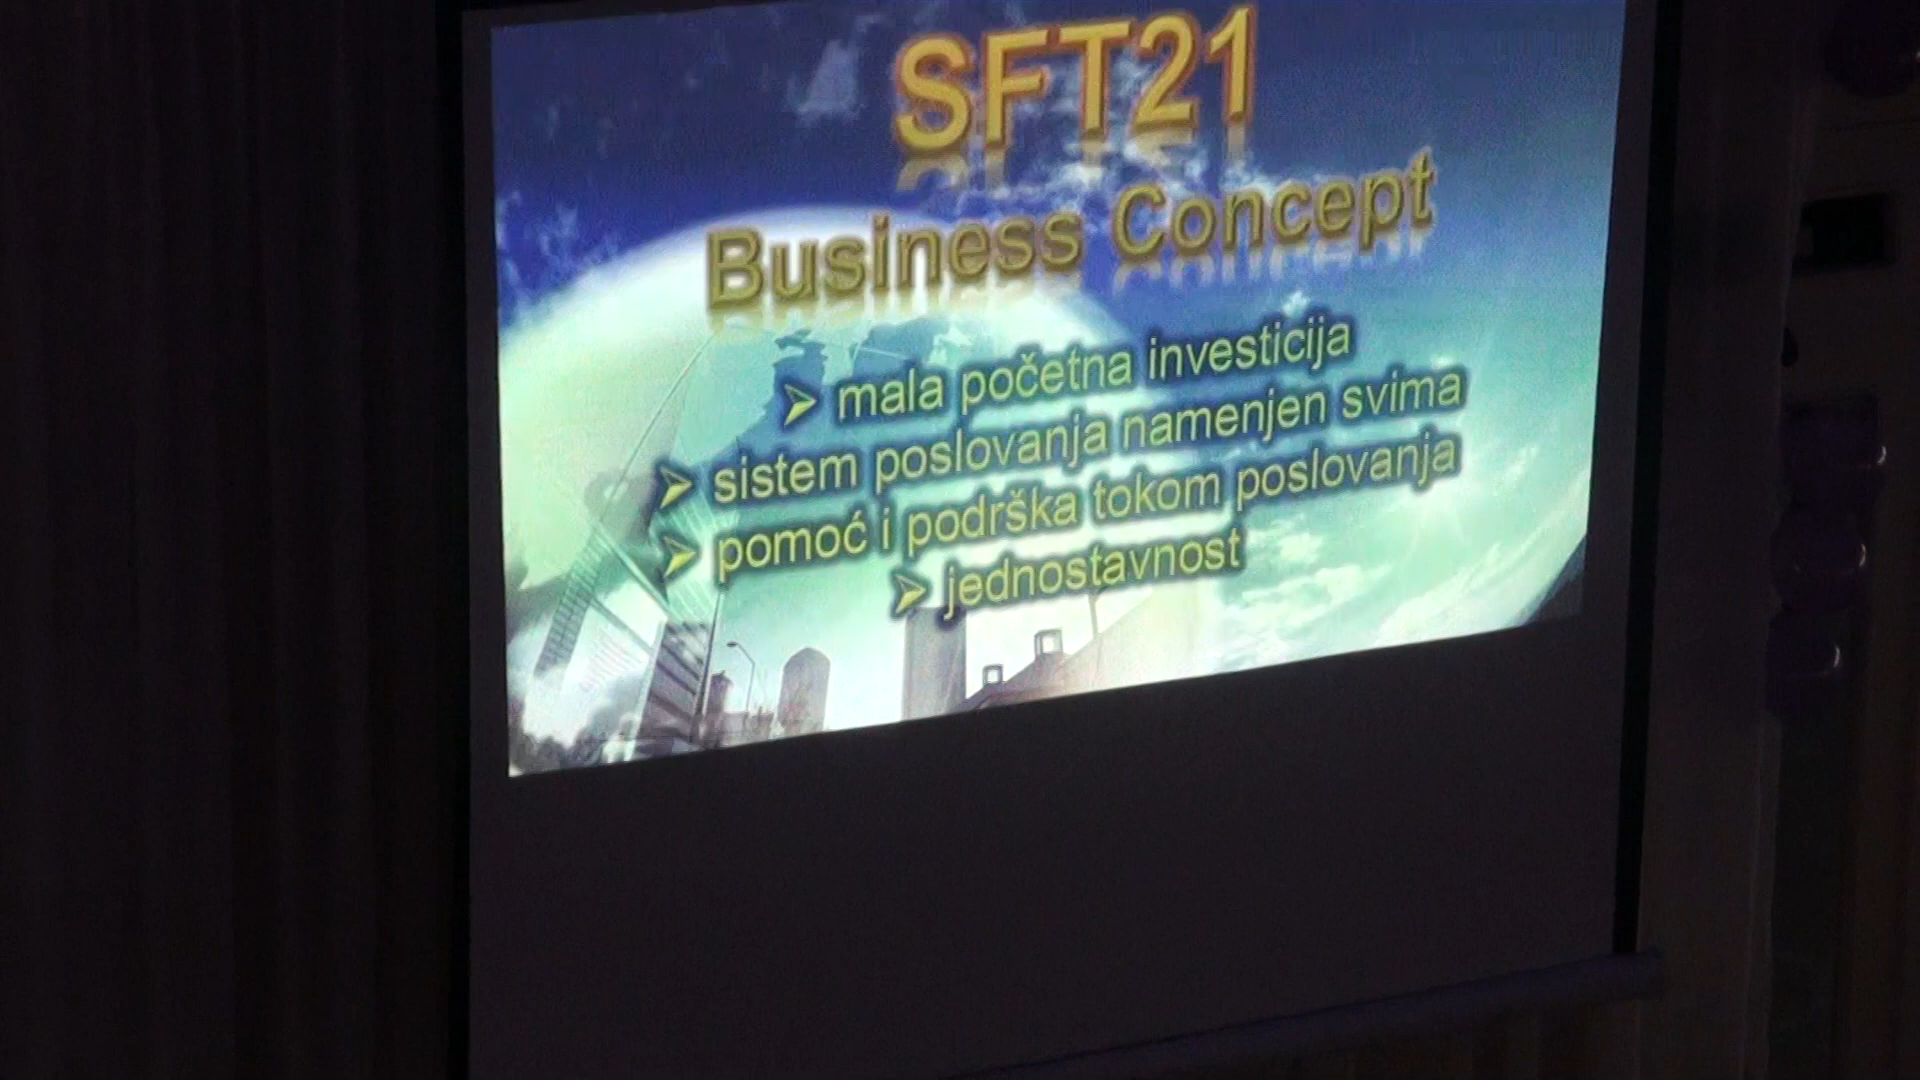 SFT21
Business Concept
➢ mala početna investicija
➢ sistem poslovanja namenjen svima
➢ pomoć i podrška tokom poslovanja
➢ jednostavnost